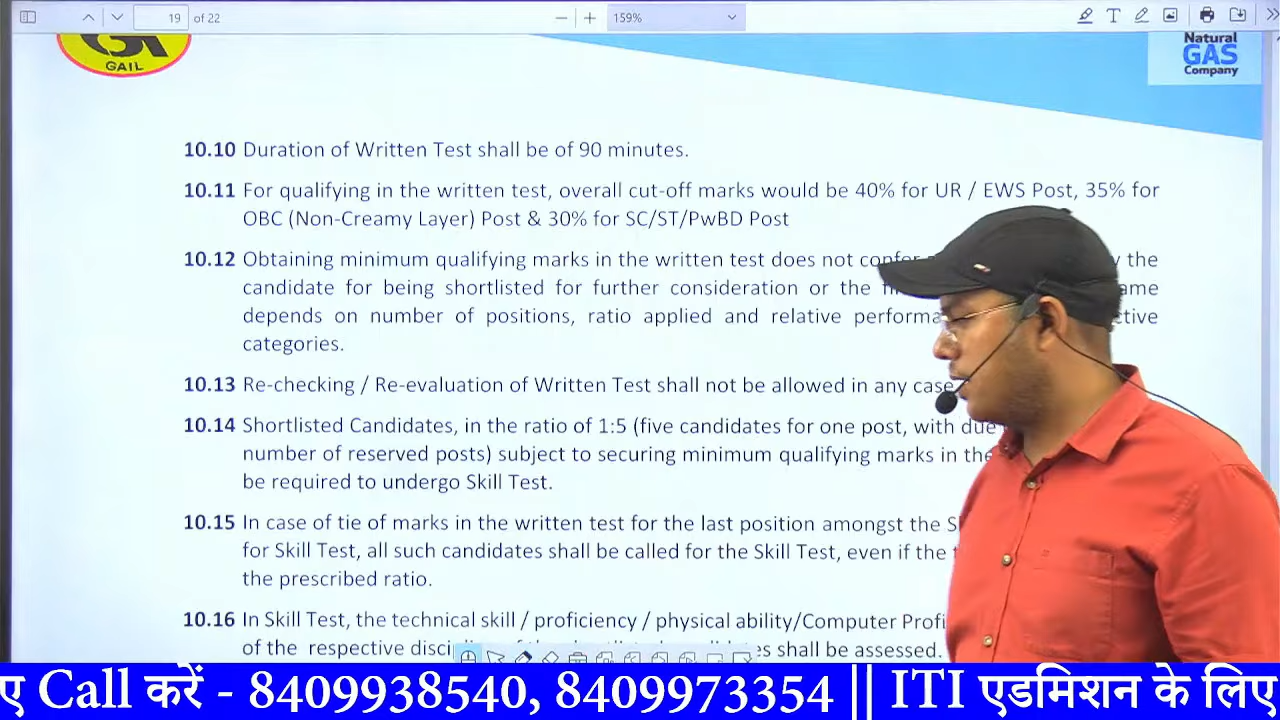 19 of 22
159%
GAIL
Natural
GAS
Company
10.10 Duration of Written Test shall be of 90 minutes.
10.11 For qualifying in the written test, overall cut-off marks would be 40% for UR / EWS Post, 35% for
OBC (Non-Creamy Layer) Post & 30% for SC/ST/PwBD Post
10.12 Obtaining minimum qualifying marks in the written test does not confer the
candidate for being shortlisted for further consideration or the
depends on number of positions, ratio applied and relative
categories.
10.13 Re-checking / Re-evaluation of Written Test shall not be allowed in any case
10.14 Shortlisted Candidates, in the ratio of 1:5 (five candidates for one post, with due
number of reserved posts) subject to securing minimum qualifying marks in the
be required to undergo Skill Test.
10.15 In case of tie of marks in the written test for the last position amongst the
for Skill Test, all such candidates shall be called for the Skill Test, even if the
the prescribed ratio.
10.16 In Skill Test, the technical skill / proficiency / physical ability/Computer
of the respective shall be assessed.
ए Call करें - 8409938540, 8409973354 || ITI एडमिशन के लिए